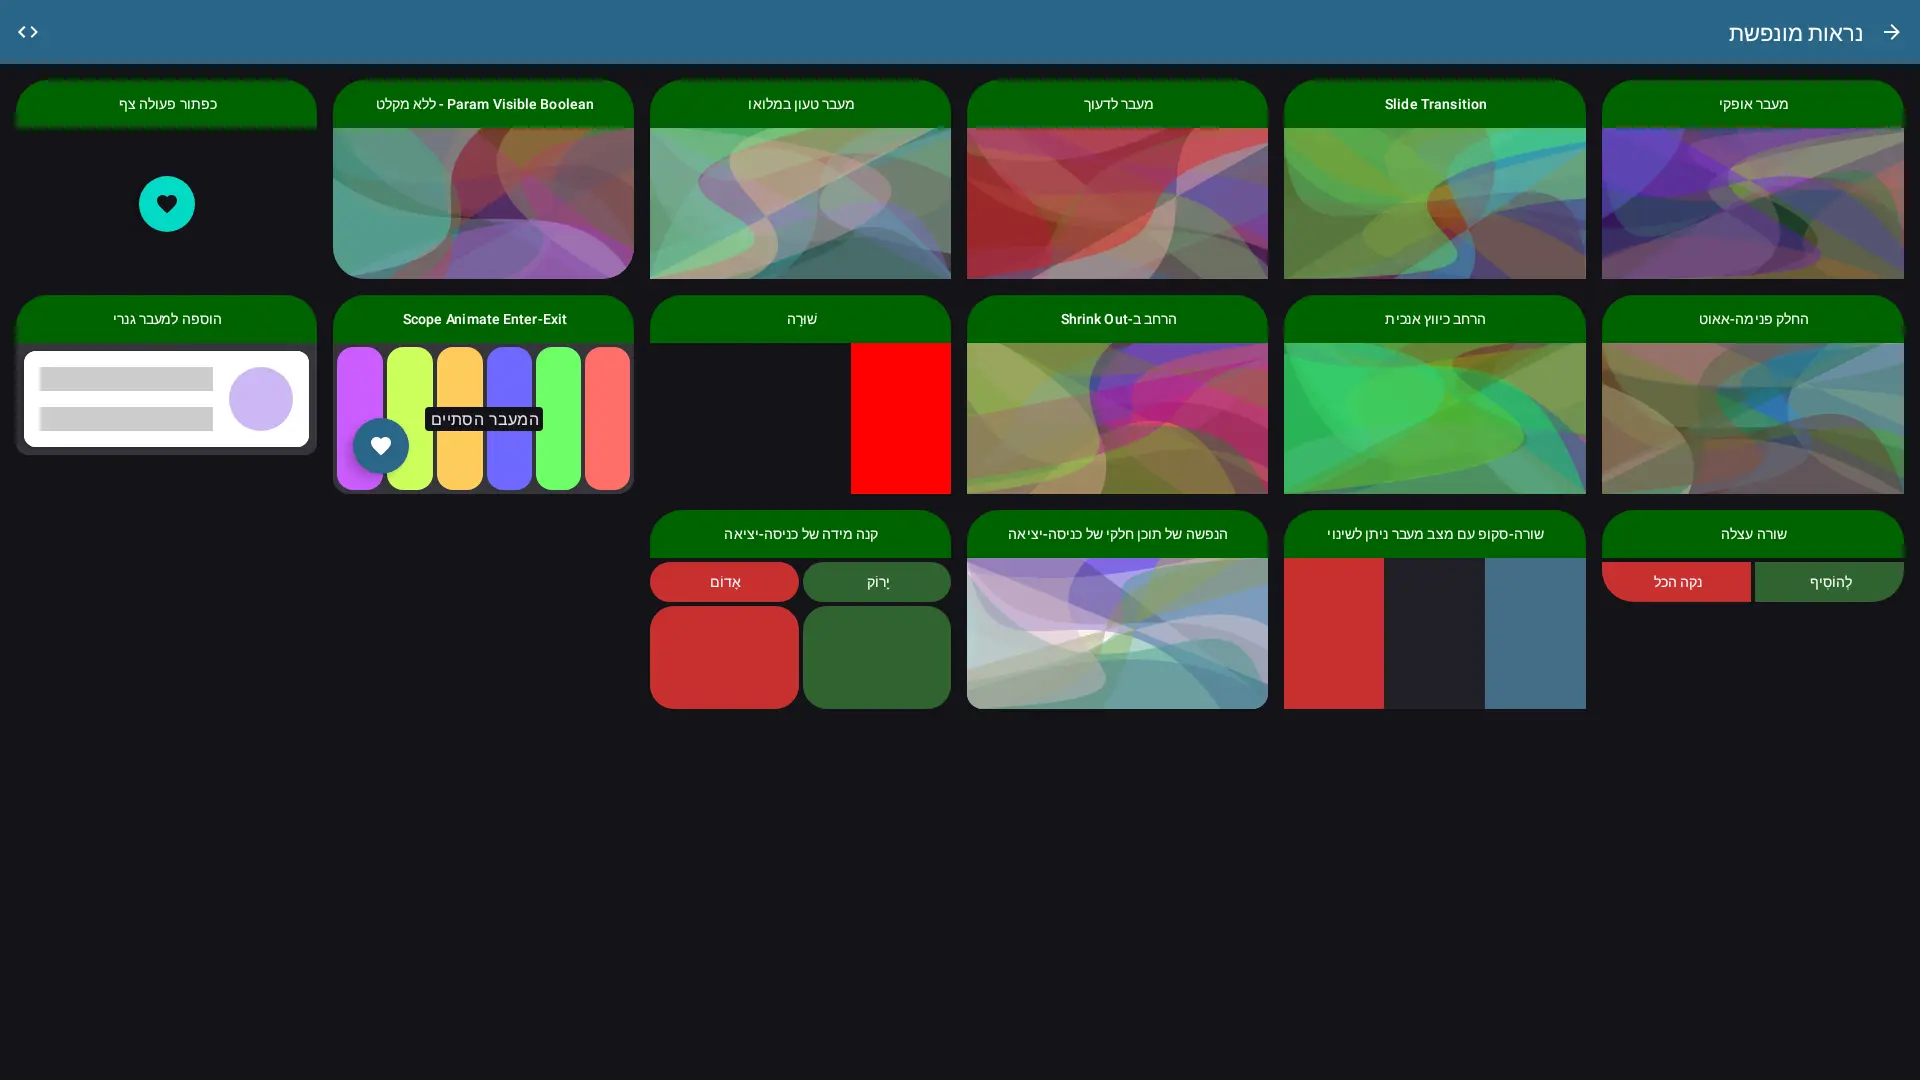 נראות מונפשת
מעבר אופקי
Slide Transition
מעבר לדעוך
מעבר טעון במלואו
Param Visible Boolean - ללא מקלט
כפתור פעולה צף
החלק פנימה-אאוט
הרחב כיווץ אנכית
הרחב ב-Shrink Out
שׁוּרָה
Scope Animate Enter-Exit
המעבר הסתיים
הוספה למעבר גנרי
שורה עצלה
לְהוֹסִיף
נקה הכל
שורה-סקופ עם מצב מעבר ניתן לשינוי
הנפשה של תוכן חלקי של כניסה-יציאה
קנה מידה של כניסה-יציאה
יָרוֹק
אָדוֹם